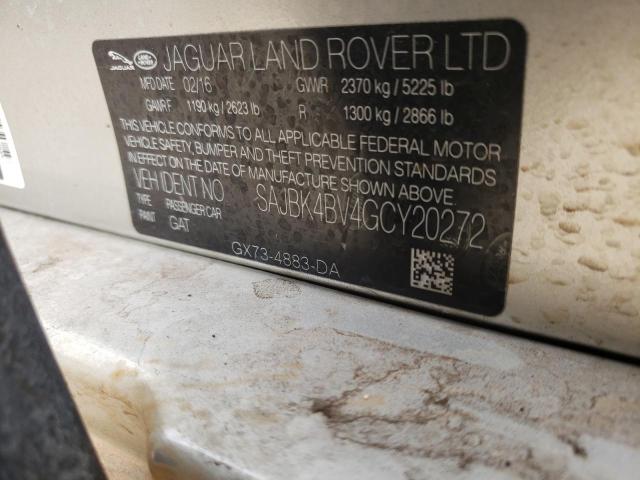 JAGUAR LAND ROVER LTD
JAGUAR LAND ROVER
MFD DATE 02/16 GVWR 2370 kg / 5225 lb
GAWR F 1190 kg / 2623 lb R 1300 kg / 2866 lb
THIS VEHICLE CONFORMS TO ALL APPLICABLE FEDERAL MOTOR
VEHICLE SAFETY, BUMPER AND THEFT PREVENTION STANDARDS
IN EFFECT ON THE DATE OF MANUFACTURE SHOWN ABOVE.
VEH IDENT NO SAJBK4BV4GCY20272
TYPE PASSENGER CAR
PAINT GAT
GX73-4883-DA